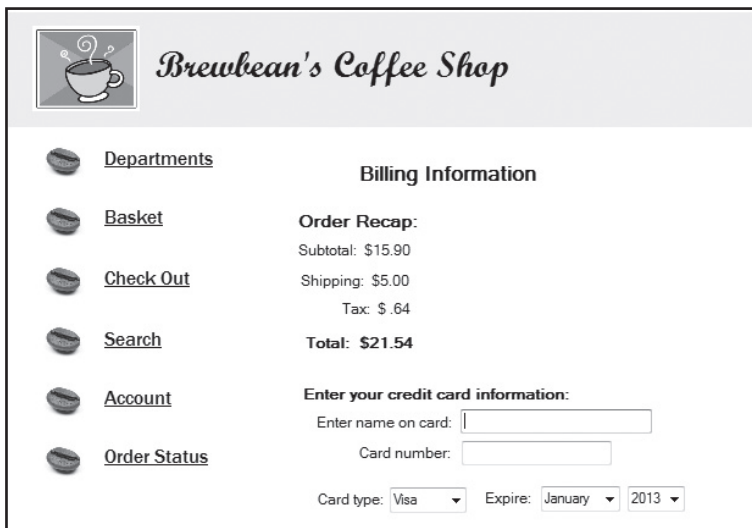 Brewbean's Coffee Shop
Departments
Basket
Check Out
Search
Account
Order Status
Billing Information
Order Recap:
Subtotal: $15.90
Shipping: $5.00
Tax: $ .64
Total: $21.54
Enter your credit card information:
Enter name on card:
Card number:
Card type: Visa Expire: January 2013